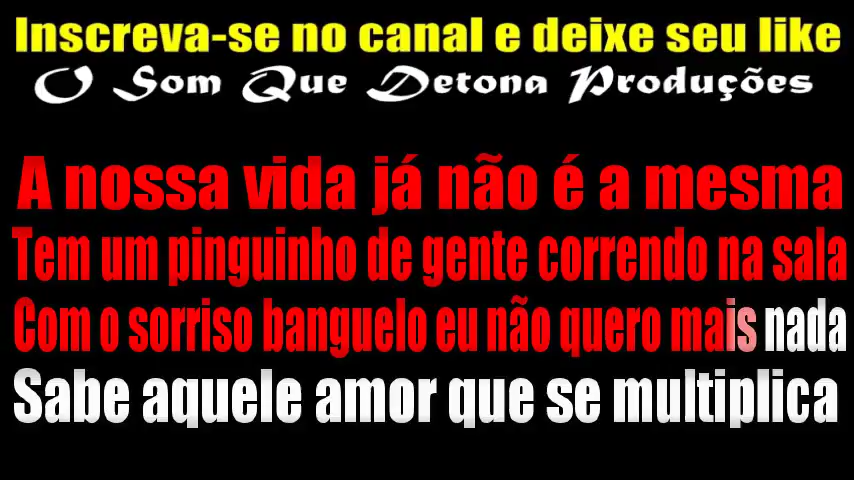 Inscreva-se no canal e deixe seu like
O Som Que Detona Produções
A nossa vida já não é a mesma
Tem um pinguinho de gente correndo na sala
Com o sorriso banguelo eu não quero mais nada
Sabe aquele amor que se multiplica